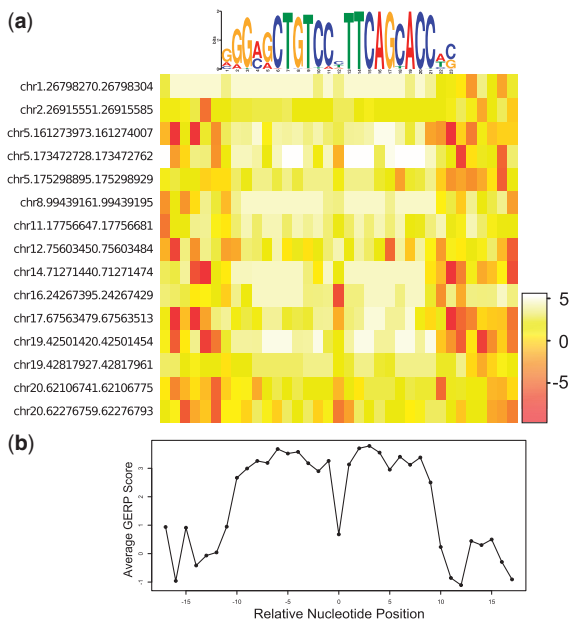 (a)
bits
GGGAGCTGTCC TTCAGCACC
chr1.26798270.26798304
chr2.26915551.26915585
chr5.161273973.161274007
chr5.173472728.173472762
chr5.175298895.175298929
chr8.99439161.99439195
chr11.17756647.17756681
chr12.75603450.75603484
chr14.71271440.71271474
chr16.24267395.24267429
chr17.67563479.67563513
chr19.42501420.42501454
chr19.42817927.42817961
chr20.62106741.62106775
chr20.62276759.62276793
5
0
−5
(b)
Average GERP Score
3
2
1
0
-1
-15 -10 -5 0 5 10 15
Relative Nucleotide Position